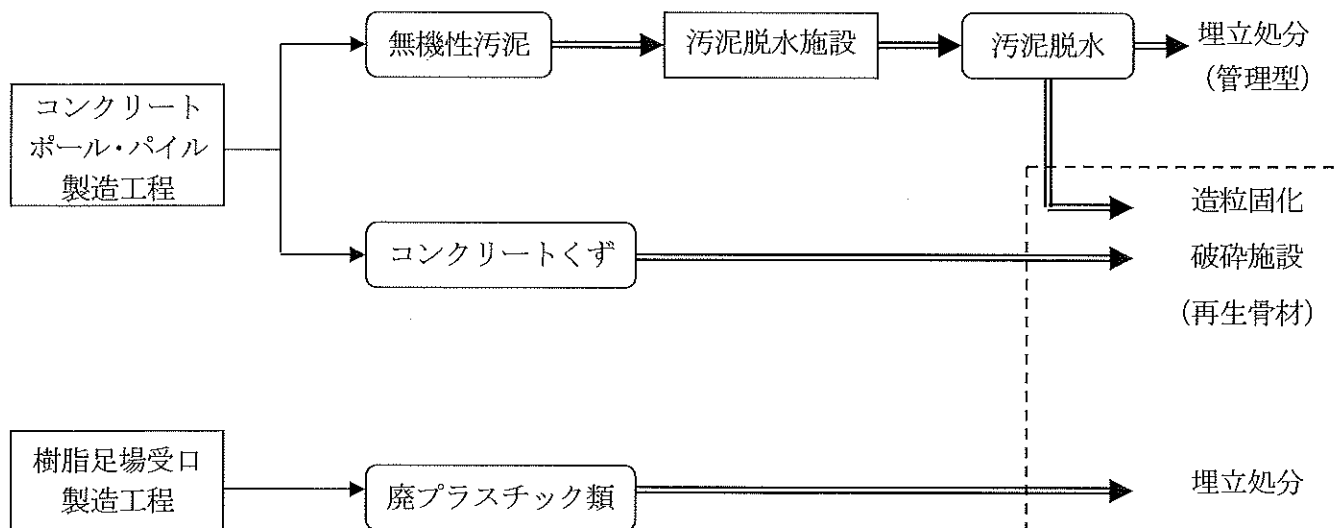 無機性汚泥
汚泥脱水施設
汚泥脱水
埋立処分
(管理型)
コンクリート
ポール・パイル
製造工程
造粒固化
コンクリートくず
破砕施設
(再生骨材)
樹脂足場受口
製造工程
廃プラスチック類
埋立処分